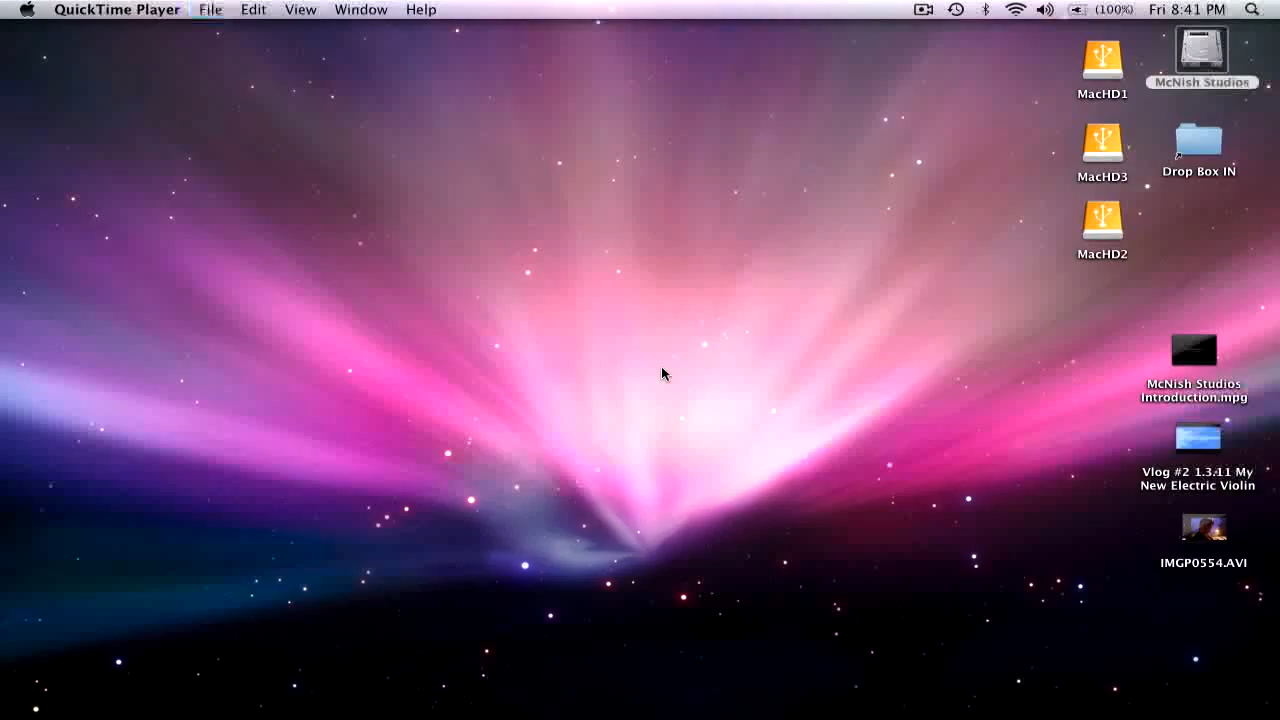 QuickTime Player File Edit View Window Help (100%) Fri 8:41 PM
MacHD1
McNish Studios
MacHD3
Drop Box IN
MacHD2
McNish Studios
Introduction.mpg
Vlog #2 1.3.11 My
New Electric Violin
IMGP0554.AVI